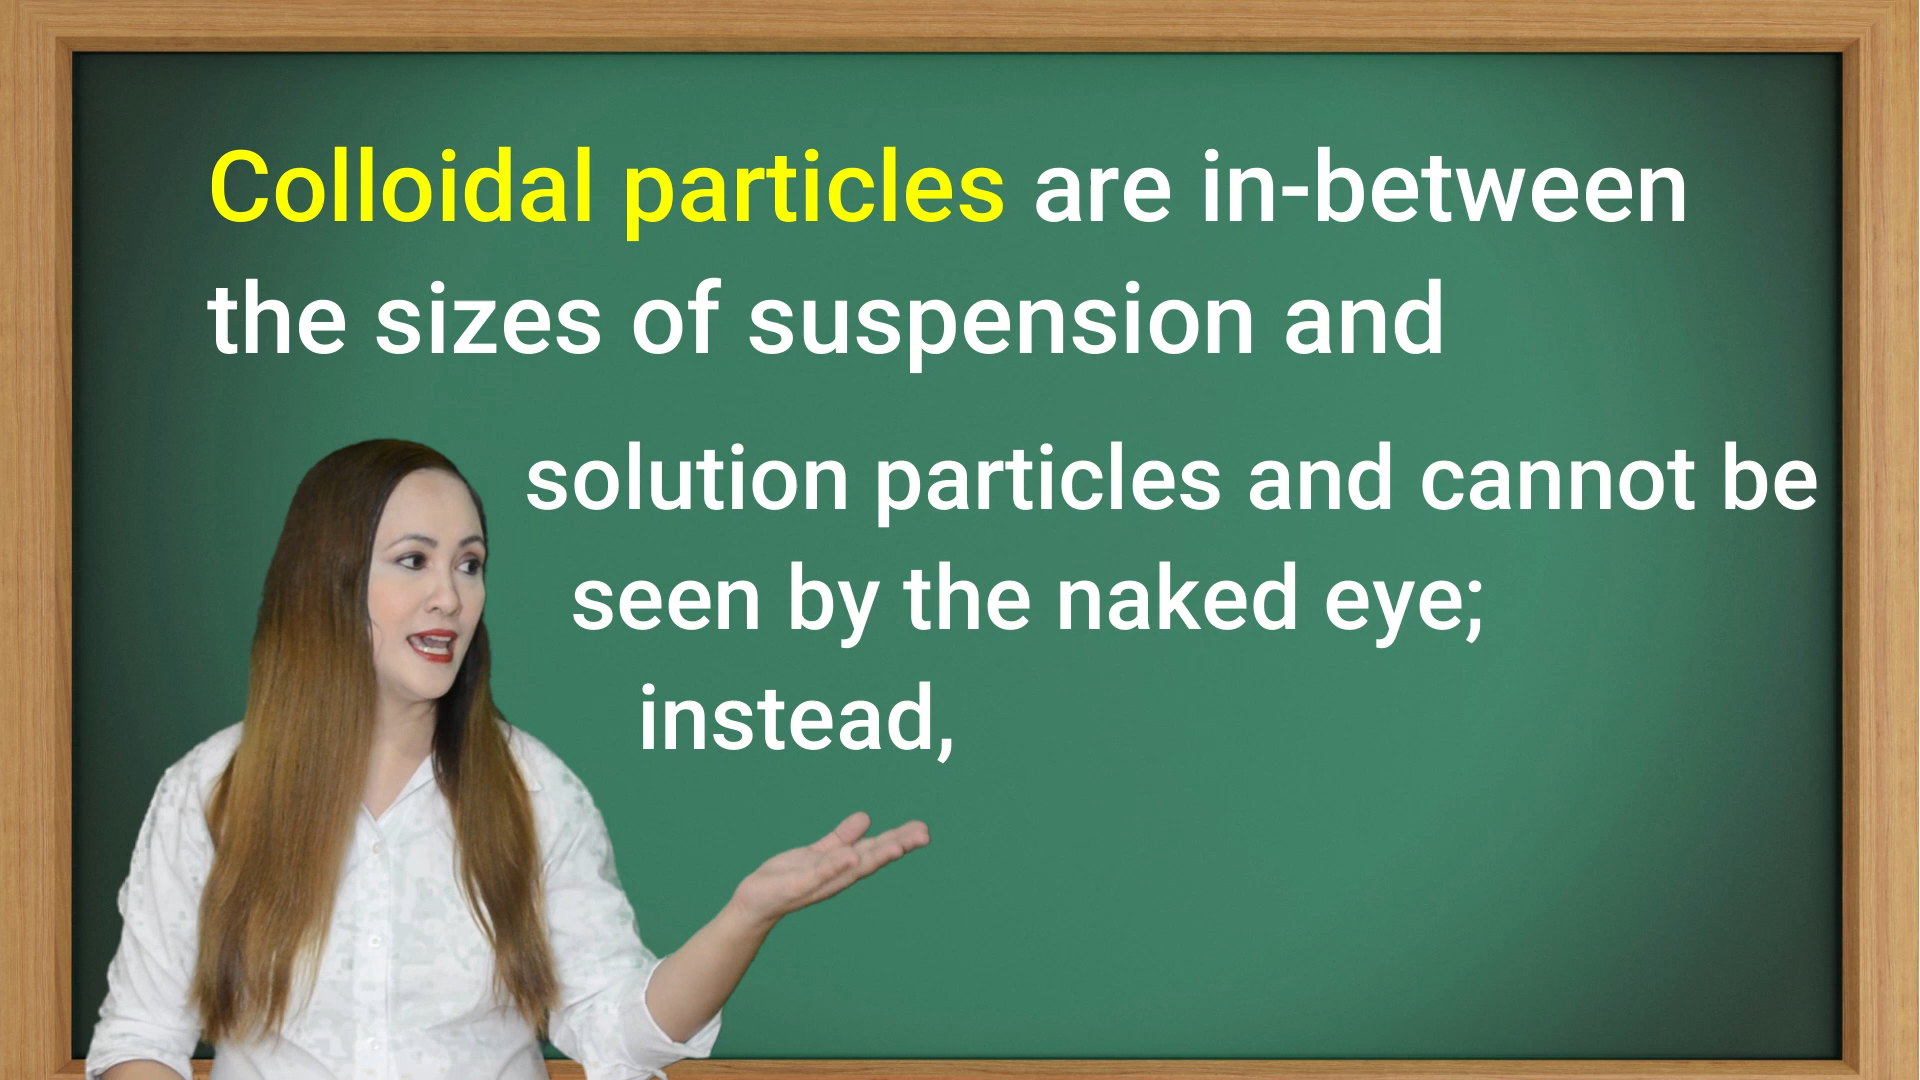 Colloidal particles are in-between
the sizes of suspension and
solution particles and cannot be
seen by the naked eye;
instead,